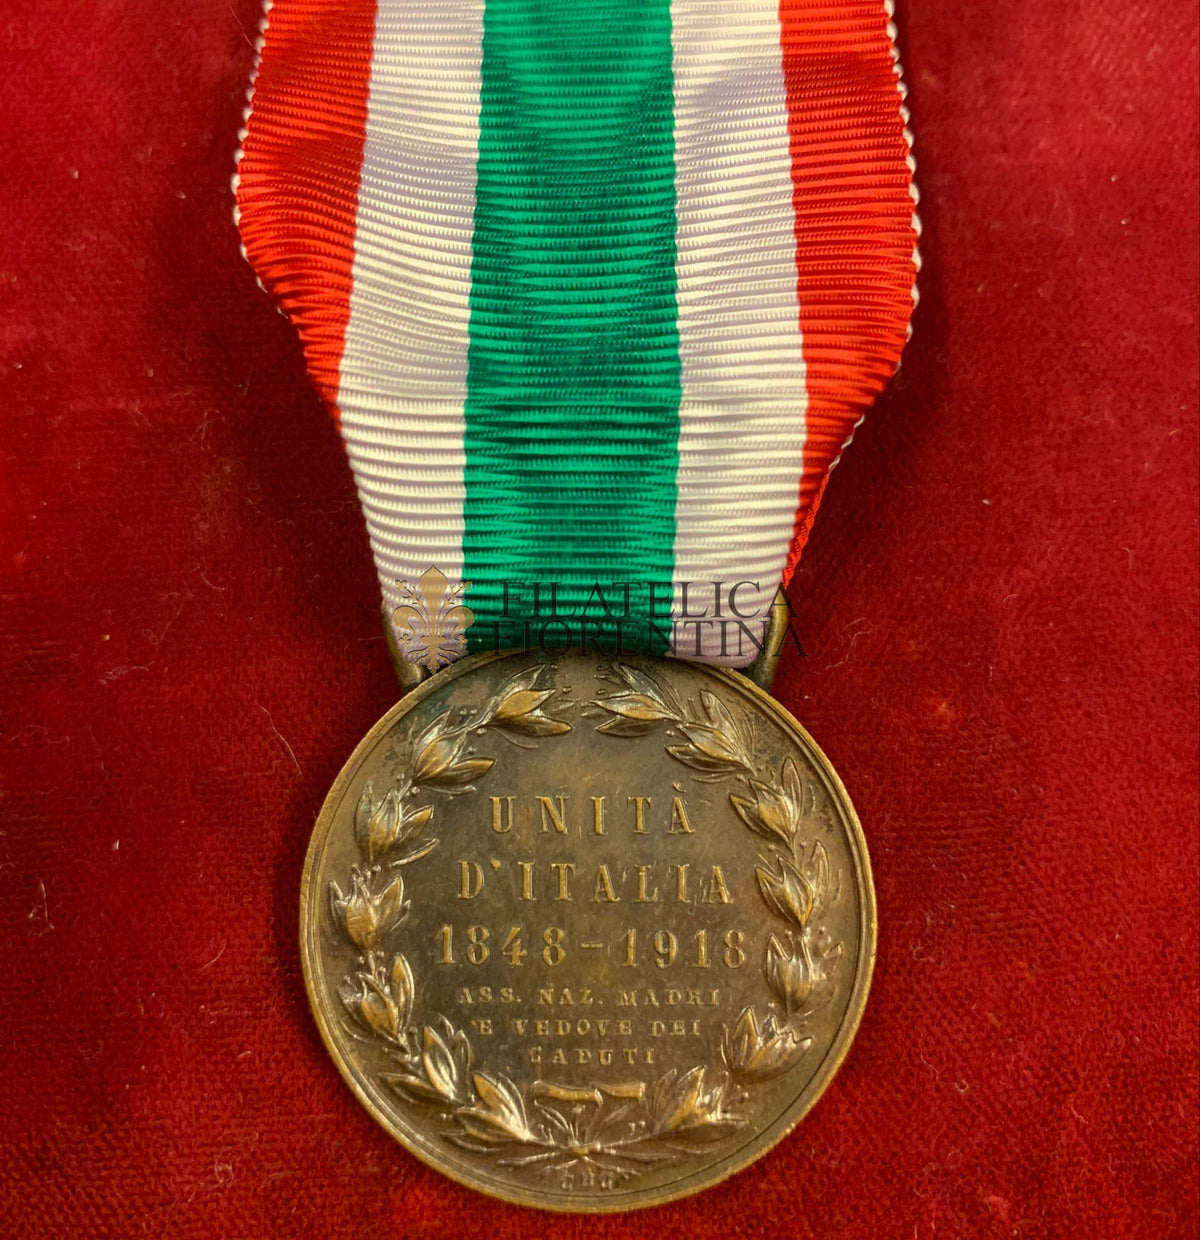 FILATELICA
FIORENTINA
UNITÀ
D'ITALIA
1848-1918
ASS. NAZ. MADRI
E VEDOVE DEI
CADUTI